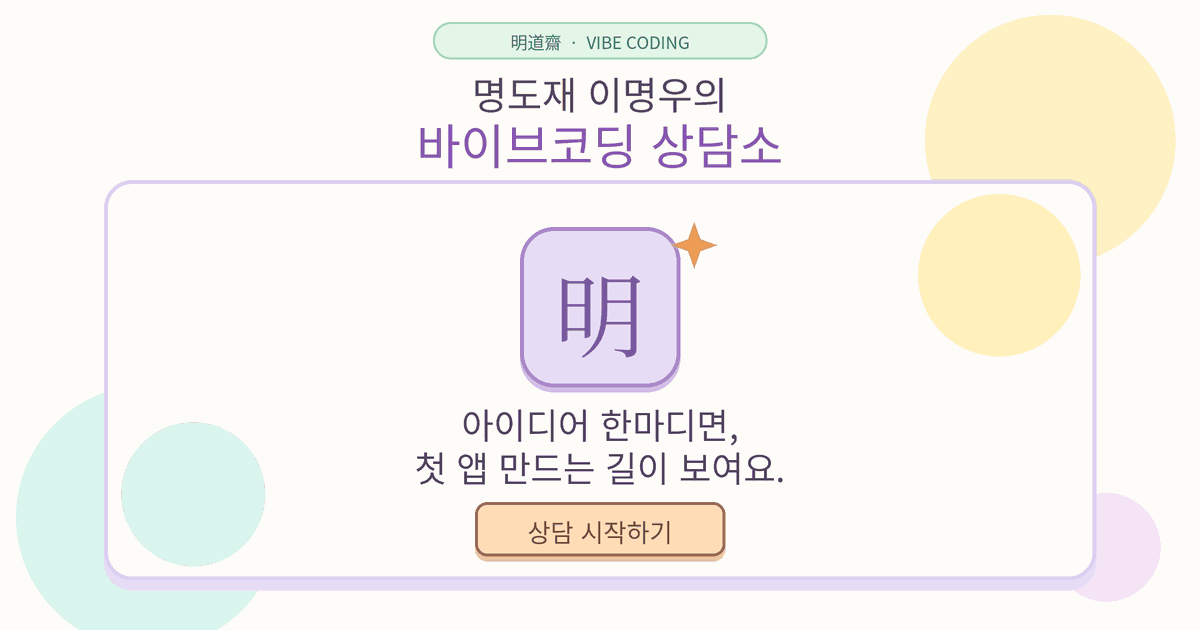 明道齋 · VIBE CODING
명도재 이명우의
바이브코딩 상담소
明
아이디어 한마디면,
첫 앱 만드는 길이 보여요.
상담 시작하기